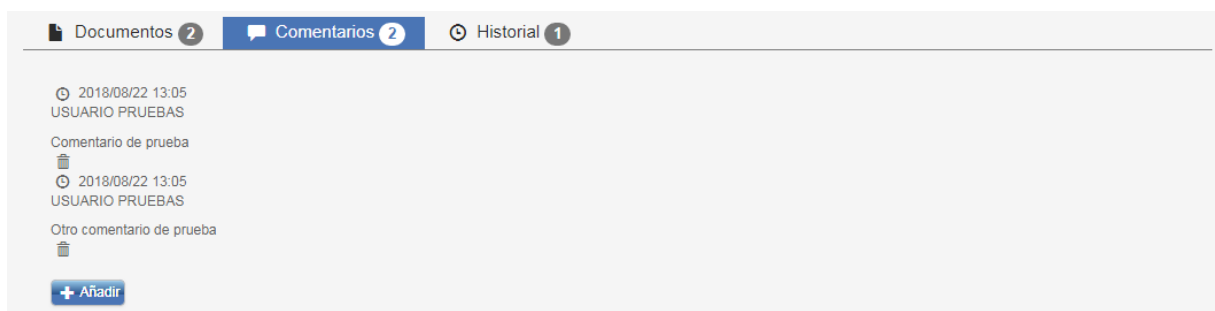 Documentos 2 Comentarios 2 Historial 1
2018/08/22 13:05
USUARIO PRUEBAS
Comentario de prueba
2018/08/22 13:05
USUARIO PRUEBAS
Otro comentario de prueba
Añadir